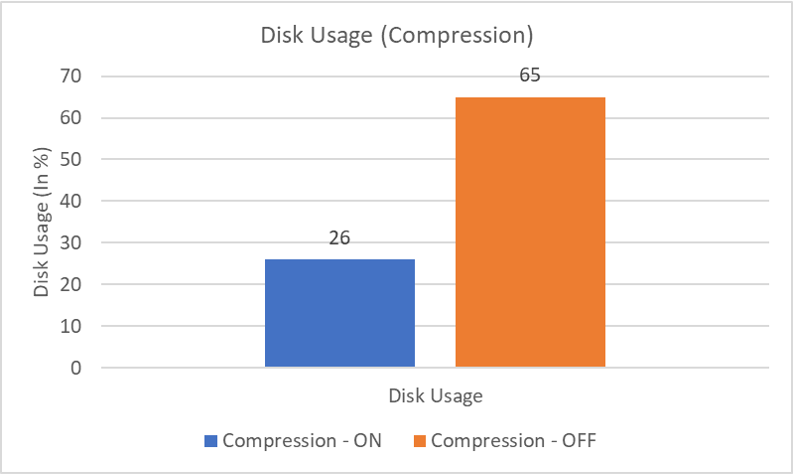 Disk Usage (Compression)
Disk Usage (In %)
70
60
50
40
30
20
10
0
26
65
Disk Usage
Compression - ON
Compression - OFF